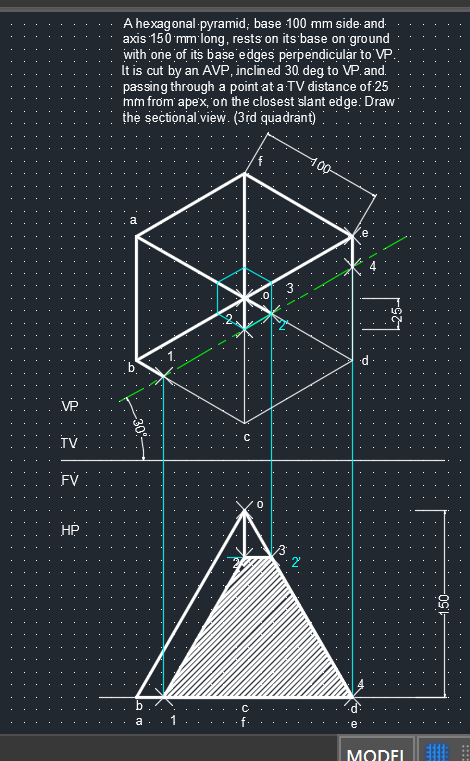 A hexagonal pyramid, base 100 mm side and
axis 150 mm long, rests on its base on ground
with one of its base edges perpendicular to VP.
It is cut by an AVP, inclined 30 deg to VP and
passing through a point at a TV distance of 25
mm from apex, on the closest slant edge. Draw
the sectional view. (3rd quadrant)
f
100
a
e
4
3
o
2
2'
25
1
b
d
VP
30°
TV
c
FV
o
HP
3
2
2'
150
4
b
c
d
a
1
f
e
MODEL